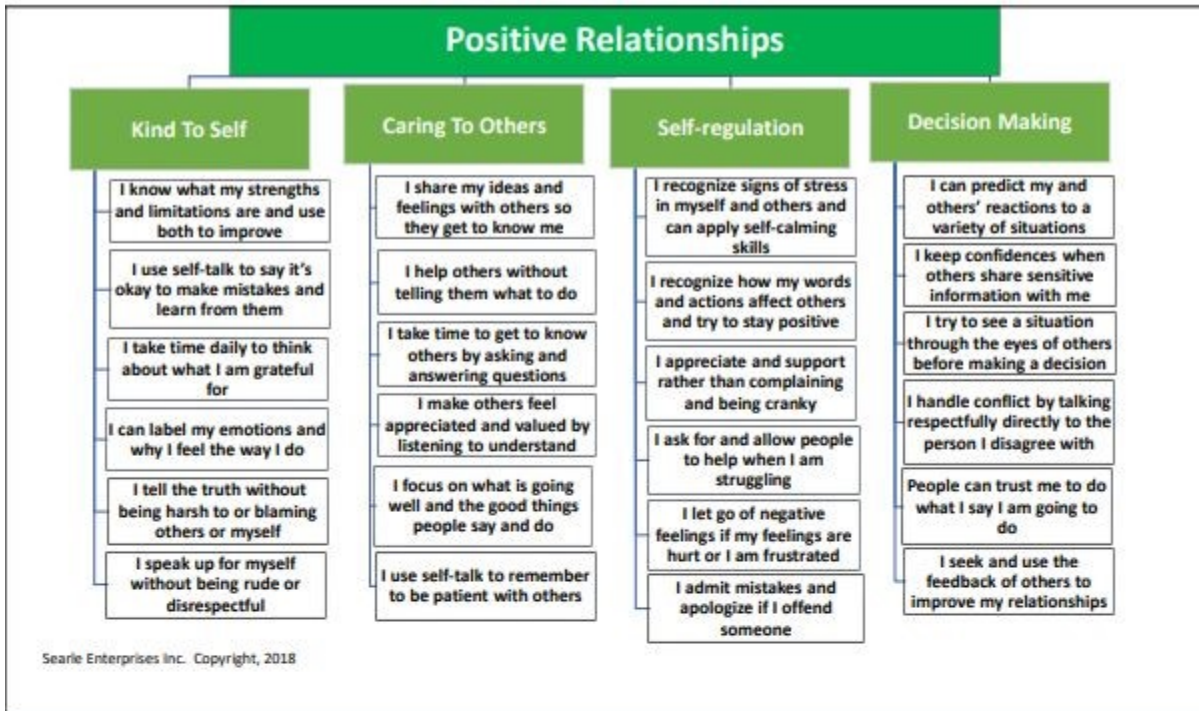 Positive Relationships
Kind To Self
I know what my strengths
and limitations are and use
both to improve
I use self-talk to say it's
okay to make mistakes and
learn from them
I take time daily to think
about what I am grateful
for
I can label my emotions and
why I feel the way I do
I tell the truth without
being harsh to or blaming
others or myself
I speak up for myself
without being rude or
disrespectful
Caring To Others
I share my ideas and
feelings with others so
they get to know me
I help others without
telling them what to do
I take time to get to know
others by asking and
answering questions
I make others feel
appreciated and valued by
listening to understand
I focus on what is going
well and the good things
people say and do
I use self-talk to remember
to be patient with others
Self-regulation
I recognize signs of stress
in myself and others and
can apply self-calming
skills
I recognize how my words
and actions affect others
and try to stay positive
I appreciate and support
rather than complaining
and being cranky
I ask for and allow people
to help when I am
struggling
I let go of negative
feelings if my feelings are
hurt or I am frustrated
I admit mistakes and
apologize if I offend
someone
Decision Making
I can predict my and
others' reactions to a
variety of situations
I keep confidences when
others share sensitive
information with me
I try to see a situation
through the eyes of others
before making a decision
I handle conflict by talking
respectfully directly to the
person I disagree with
People can trust me to do
what I say I am going to
do
I seek and use the
feedback of others to
improve my relationships
Searle Enterprises Inc. Copyright, 2018